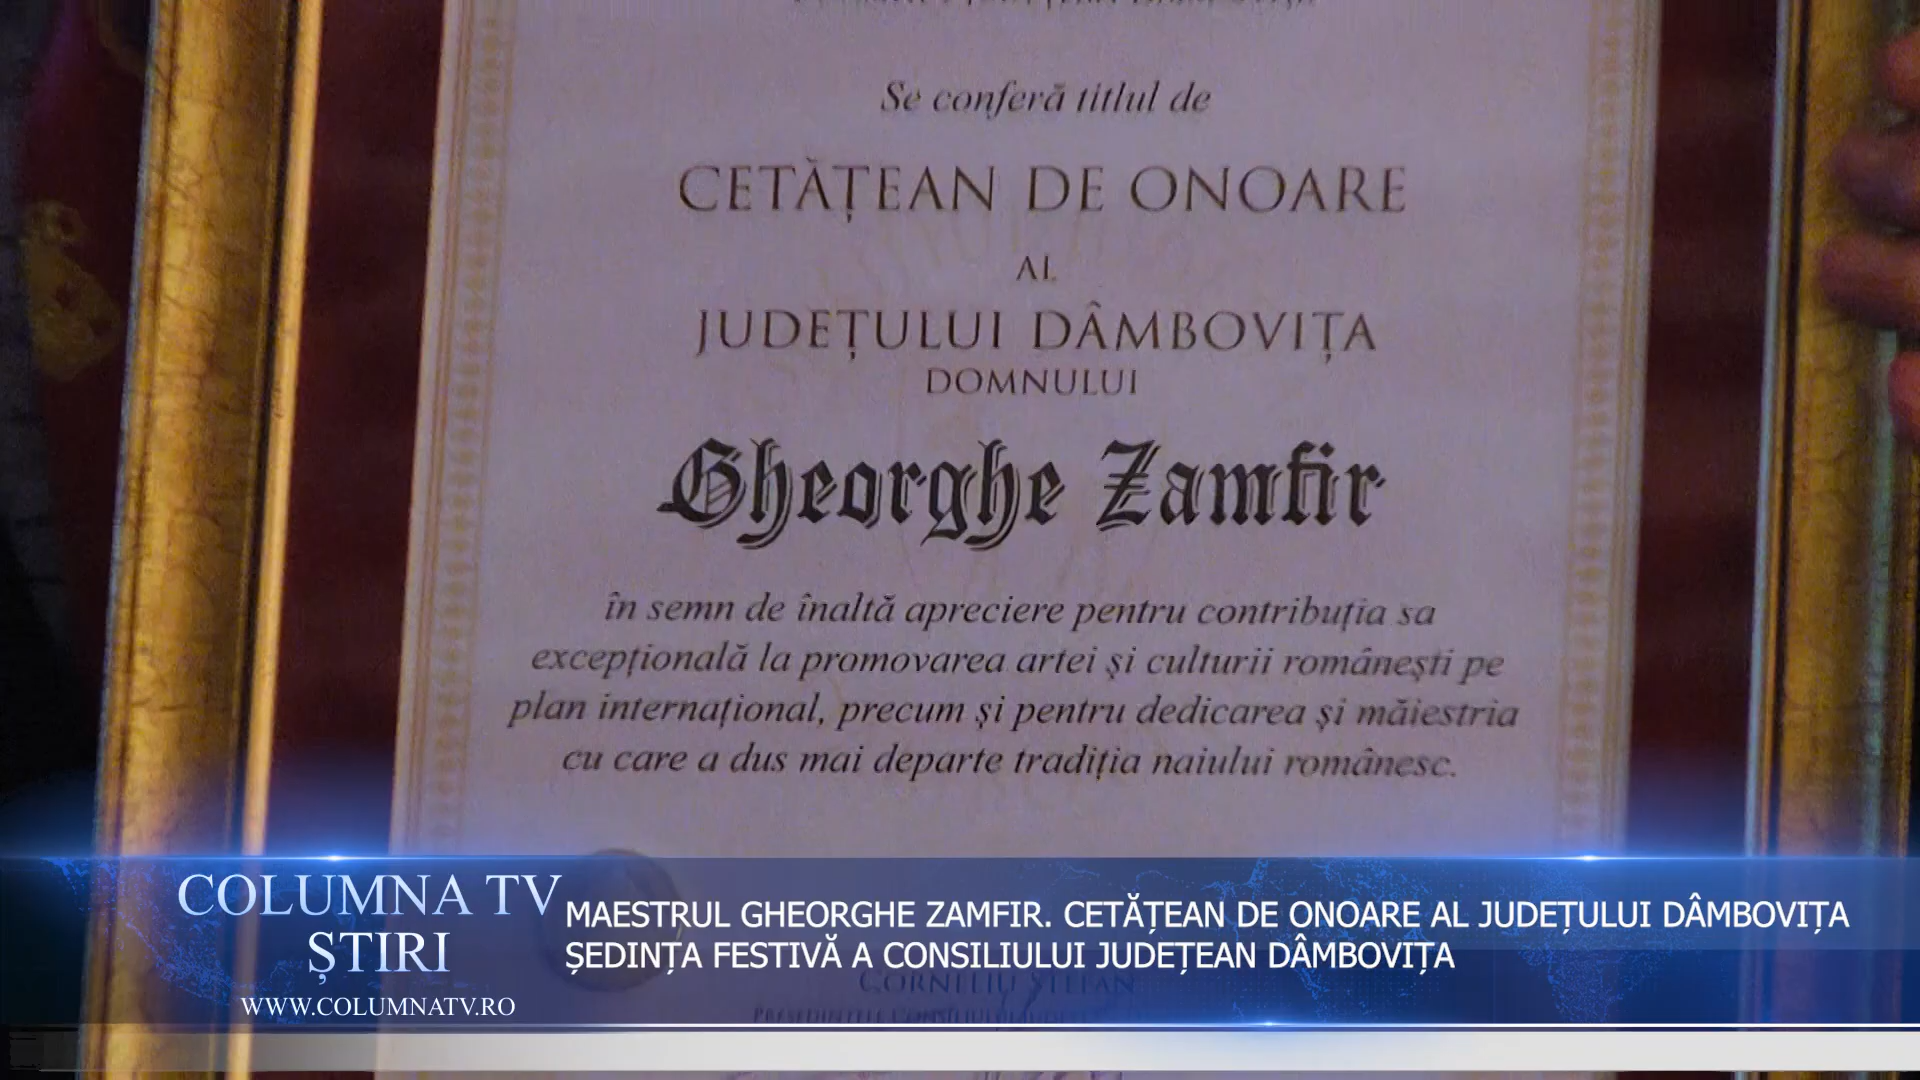 Se conferă titlul de
CETĂȚEAN DE ONOARE
AL
JUDEȚULUI DÂMBOVIȚA
DOMNULUI
Gheorghe Zamfir
în semn de înaltă apreciere pentru contribuția sa
excepțională la promovarea artei și culturii românești pe
plan internațional, precum și pentru dedicarea și măiestria
cu care a dus mai departe tradiția naiului românesc.
COLUMNA TV
ȘTIRI
WWW.COLUMNATV.RO
MAESTRUL GHEORGHE ZAMFIR. CETĂȚEAN DE ONOARE AL JUDEȚULUI DÂMBOVIȚA
ȘEDINȚA FESTIVĂ A CONSILIULUI JUDEȚEAN DÂMBOVIȚA
CORNELIU ȘTEFAN